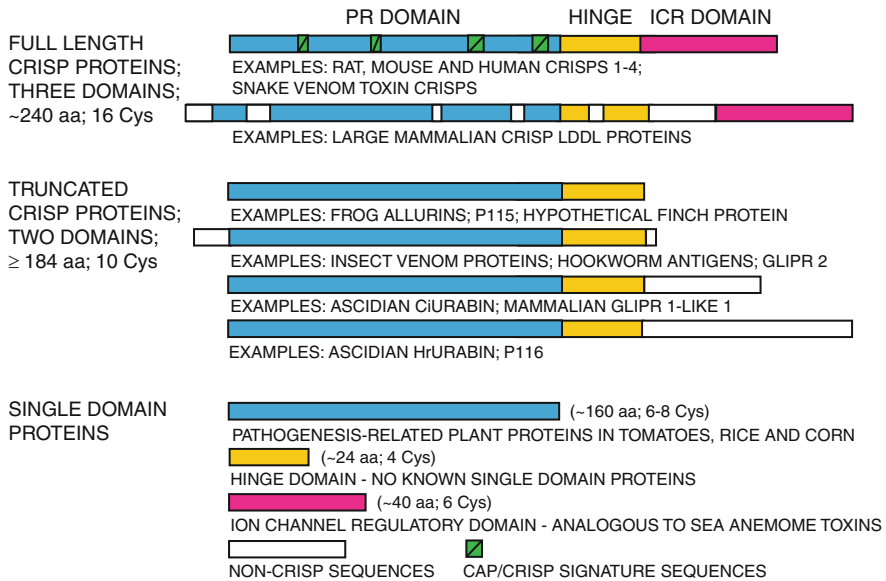 PR DOMAIN HINGE ICR DOMAIN
FULL LENGTH
CRISP PROTEINS;
THREE DOMAINS;
~240 aa; 16 Cys
EXAMPLES: RAT, MOUSE AND HUMAN CRISPS 1-4;
SNAKE VENOM TOXIN CRISPS
EXAMPLES: LARGE MAMMALIAN CRISP LDDL PROTEINS
TRUNCATED
CRISP PROTEINS;
TWO DOMAINS;
≥ 184 aa; 10 Cys
EXAMPLES: FROG ALLURINS; P115; HYPOTHETICAL FINCH PROTEIN
EXAMPLES: INSECT VENOM PROTEINS; HOOKWORM ANTIGENS; GLIPR 2
EXAMPLES: ASCIDIAN CiURABIN; MAMMALIAN GLIPR 1-LIKE 1
EXAMPLES: ASCIDIAN HrURABIN; P116
SINGLE DOMAIN
PROTEINS
(~160 aa; 6-8 Cys)
PATHOGENESIS-RELATED PLANT PROTEINS IN TOMATOES, RICE AND CORN
(~24 aa; 4 Cys)
HINGE DOMAIN - NO KNOWN SINGLE DOMAIN PROTEINS
(~40 aa; 6 Cys)
ION CHANNEL REGULATORY DOMAIN - ANALOGOUS TO SEA ANEMOME TOXINS
NON-CRISP SEQUENCES CAP/CRISP SIGNATURE SEQUENCES